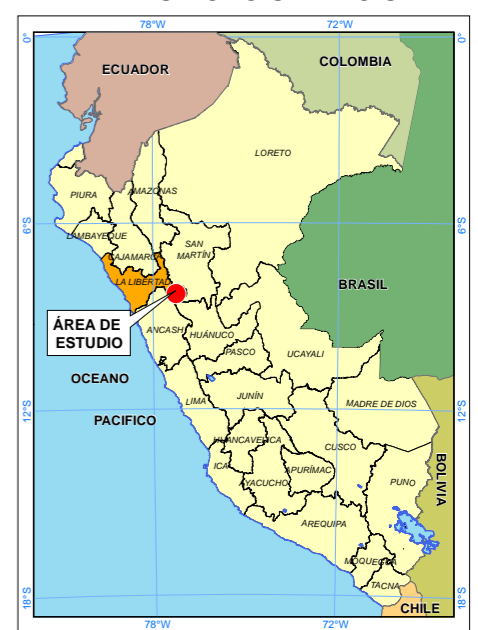 78°W
72°W
0°
0°
ECUADOR
COLOMBIA
LORETO
PIURA
AMAZONAS
6°S
6°S
LAMBAYEQUE
CAJAMARCA
SAN
MARTÍN
LA LIBERTAD
BRASIL
ÁREA DE
ESTUDIO
ANCASH
HUÁNUCO
PASCO
UCAYALI
OCEANO
PACIFICO
LIMA
JUNÍN
MADRE DE DIOS
12°S
12°S
HUANCAVELICA
CUSCO
ICA
AYACUCHO
APURÍMAC
PUNO
BOLIVIA
AREQUIPA
MOQUEGUA
TACNA
18°S
18°S
CHILE
78°W
72°W